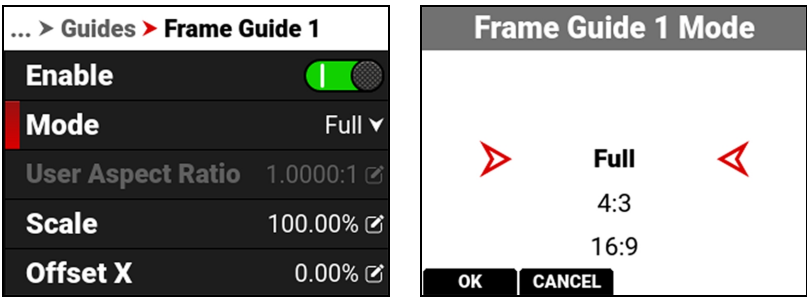 ... > Guides > Frame Guide 1
Enable
Mode Full
User Aspect Ratio 1.0000:1
Scale 100.00%
Offset X 0.00%
Frame Guide 1 Mode
Full
4:3
16:9
OK CANCEL